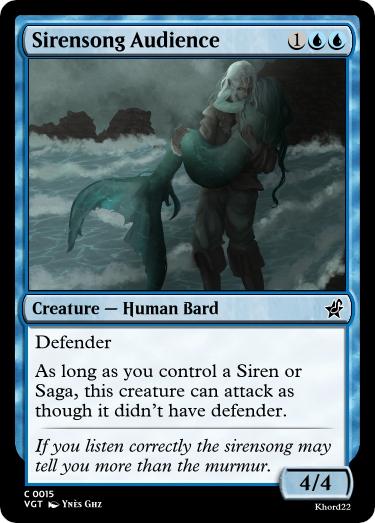 Sirensong Audience 1
Creature — Human Bard
Defender
As long as you control a Siren or
Saga, this creature can attack as
though it didn't have defender.
If you listen correctly the sirensong may
tell you more than the murmur.
4/4
C 0015
VGT Ynès Ghz
Khord22